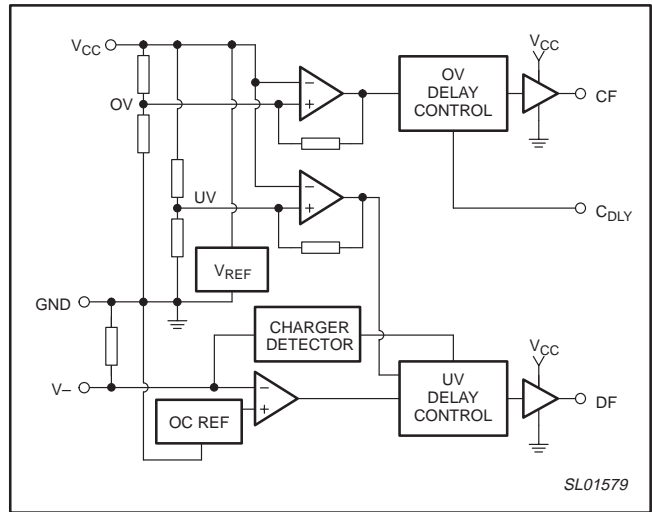 VCC
OV
UV
VREF
GND
V–
OC REF
CHARGER
DETECTOR
–
+
–
+
–
+
OV
DELAY
CONTROL
UV
DELAY
CONTROL
VCC
CF
CDLY
VCC
DF
SL01579